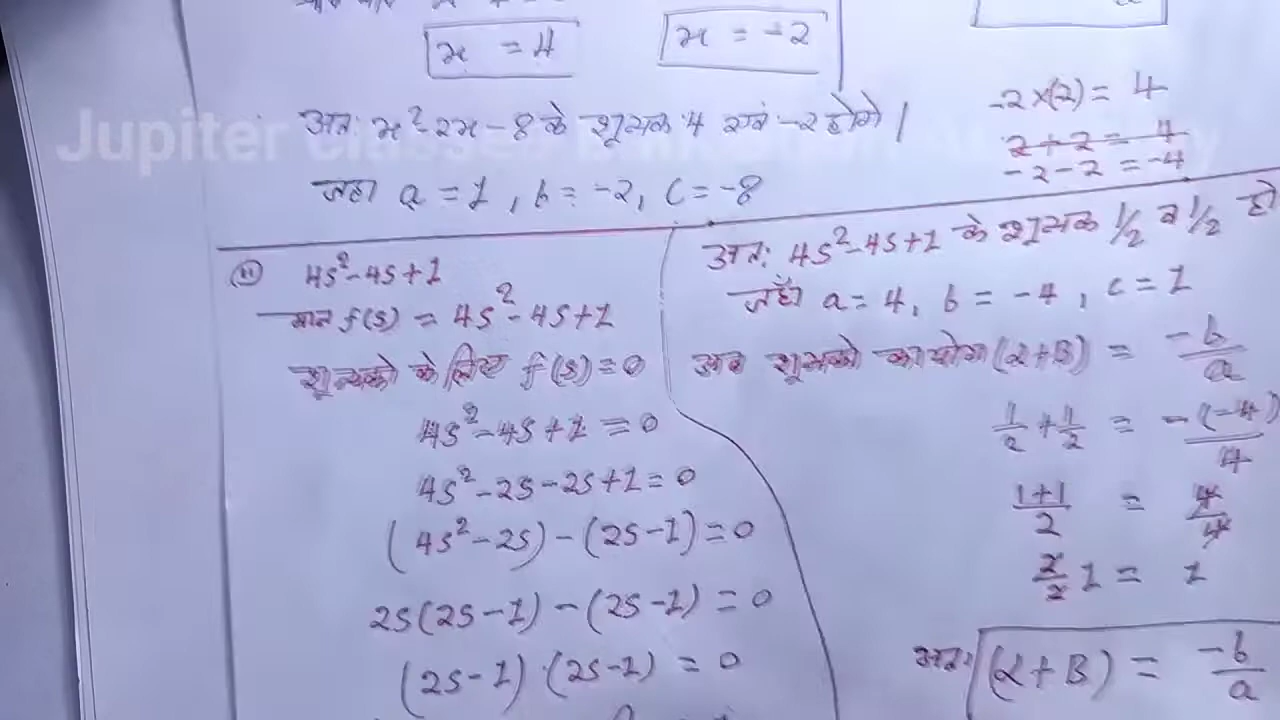 x = 4
x = -2
अतः x²-2x-8 के शून्यक 4 एवं -2 होगे।
जहाँ a = 1, b = -2, c = -8
-2×(2) = 4
2+2 = 4
-2-2 = -4
(ii) 4s²-4s+1
माना f(s) = 4s²-4s+1
शून्यको के लिए f(s)=0
4s²-4s+1 = 0
4s²-2s-2s+1=0
(4s²-2s)-(2s-1)=0
2s(2s-1)-(2s-1) = 0
(2s-1) (2s-1) = 0
अतः 4s²-4s+1 के शून्यक 1/2 व 1/2 हो
जहाँ a = 4, b = -4, c = 1
अब शून्यको का योग (α+β) = -b/a
1/2 + 1/2 = -(-4)/4
1+1/2 = 4/4
2/2 1 = 1
अतः (α+β) = -b/a
Jupiter Classes